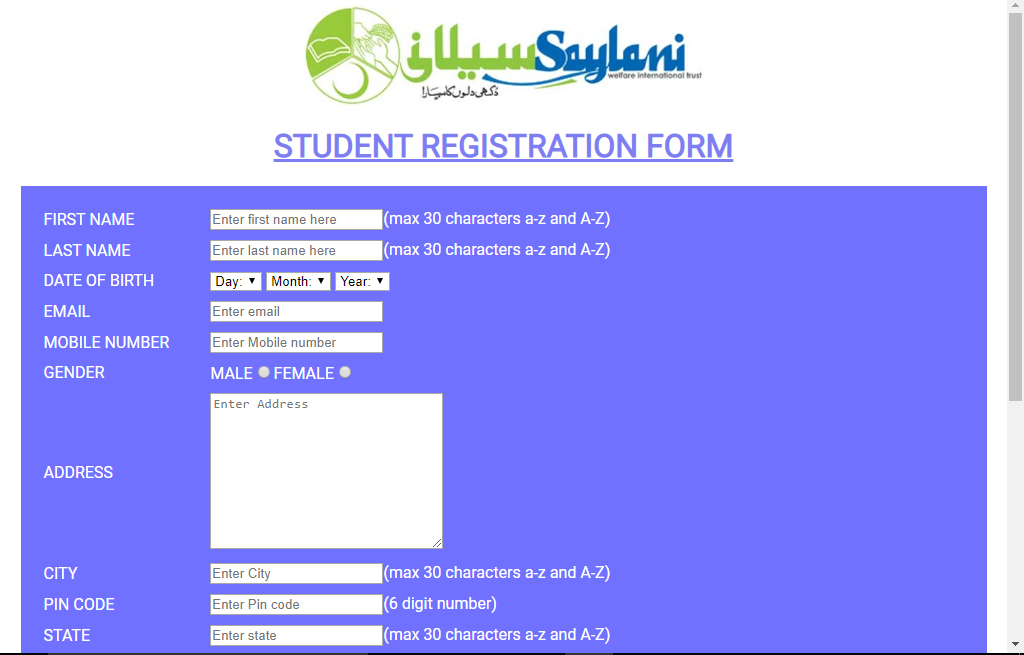 سیلانی Saylani
welfare international trust
دُکھی دلوں کا سہارا
STUDENT REGISTRATION FORM
FIRST NAME Enter first name here (max 30 characters a-z and A-Z)
LAST NAME Enter last name here (max 30 characters a-z and A-Z)
DATE OF BIRTH Day: Month: Year:
EMAIL Enter email
MOBILE NUMBER Enter Mobile number
GENDER MALE FEMALE
Enter Address
ADDRESS
CITY Enter City (max 30 characters a-z and A-Z)
PIN CODE Enter Pin code (6 digit number)
STATE Enter state (max 30 characters a-z and A-Z)